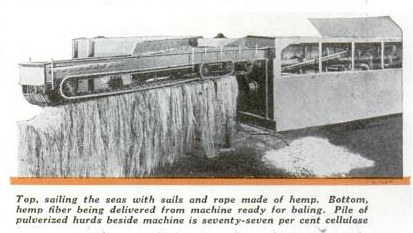 Top, sailing the seas with sails and rope made of hemp. Bottom,
hemp fiber being delivered from machine ready for baling. Pile of
pulverized hurds beside machine is seventy-seven per cent cellulose